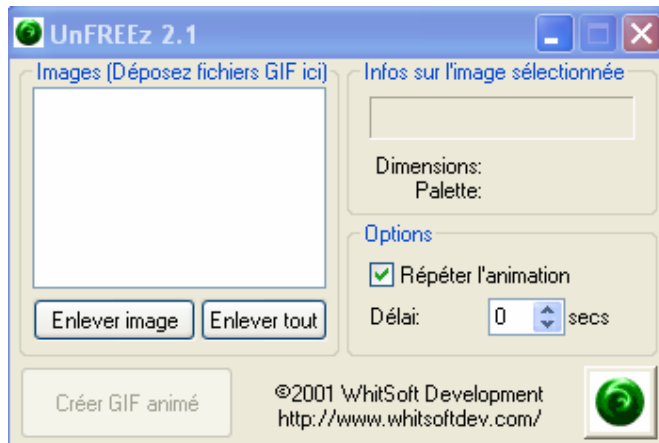 UnFREEz 2.1
Images (Déposez fichiers GIF ici)
Enlever image
Enlever tout
Infos sur l'image sélectionnée
Dimensions:
Palette:
Options
Répéter l'animation
Délai: 0 secs
Créer GIF animé
©2001 WhitSoft Development
http://www.whitsoftdev.com/